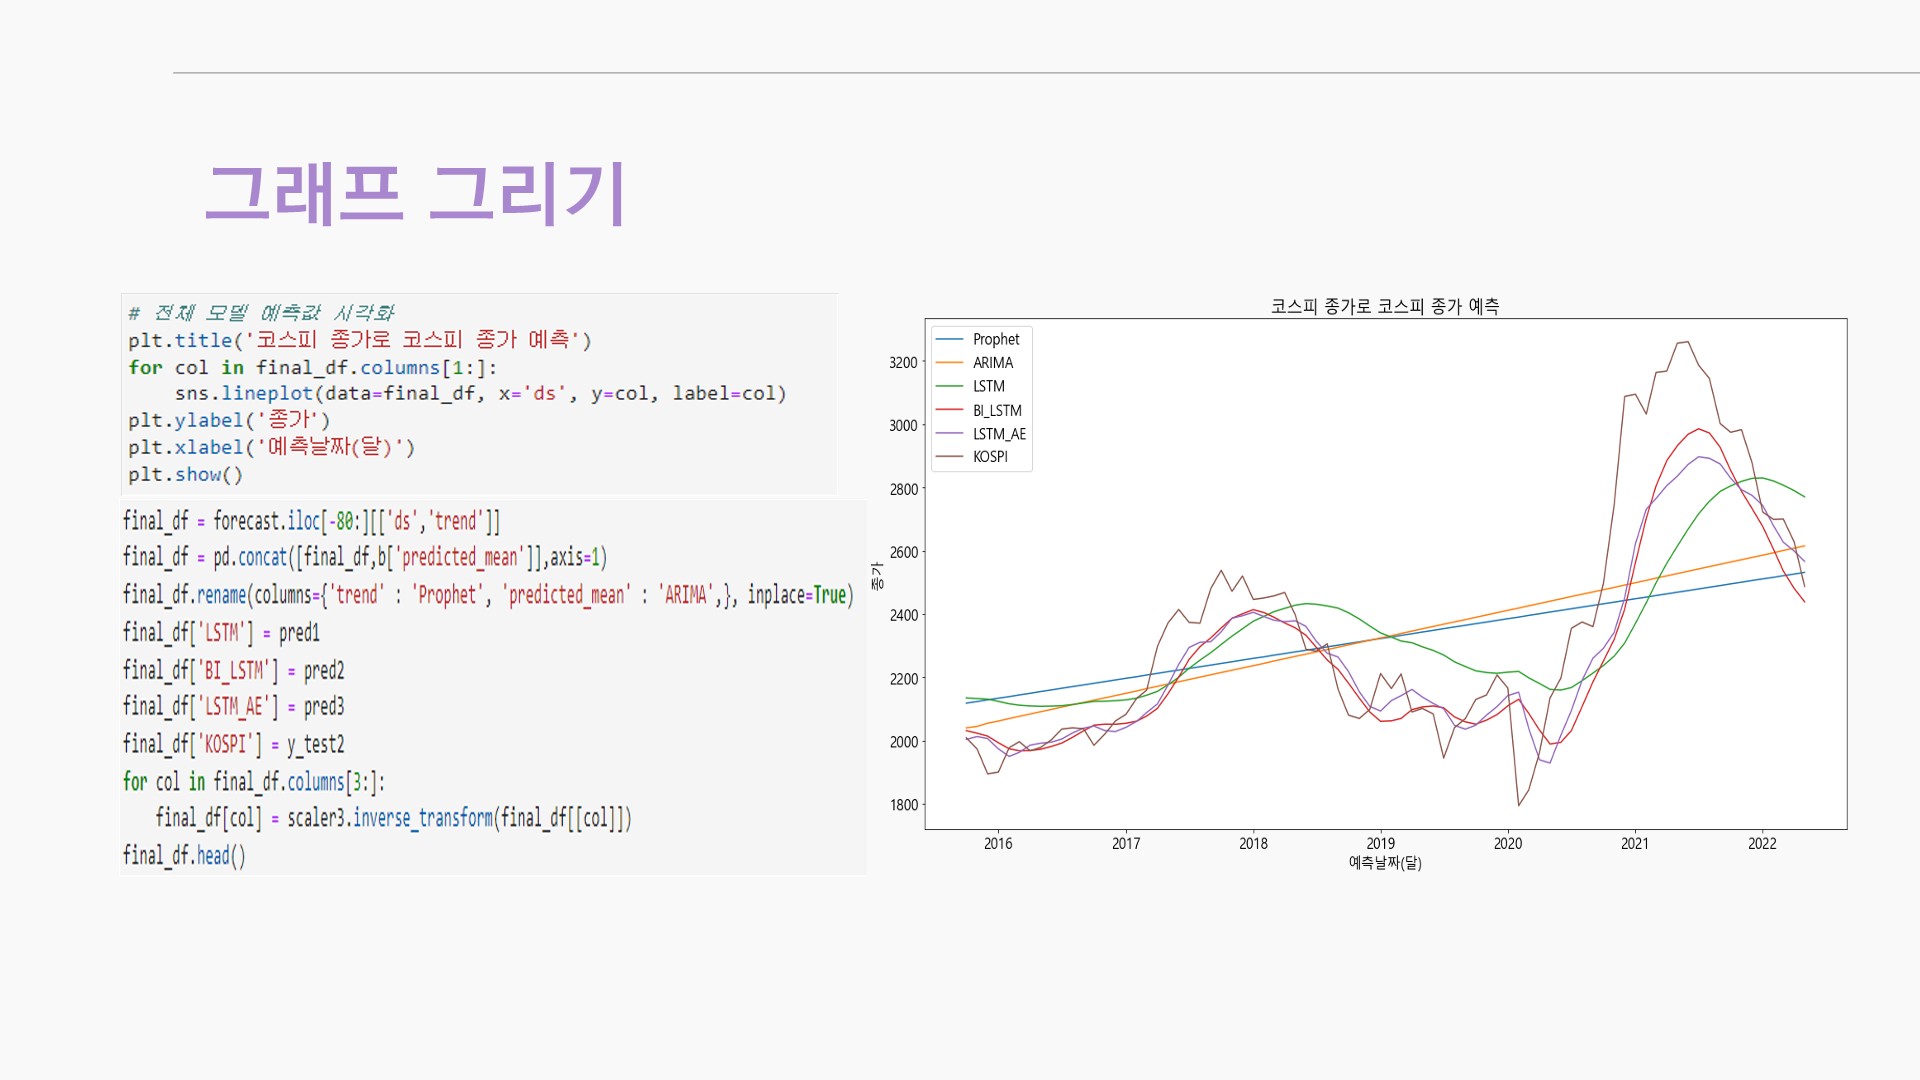 그래프 그리기
# 전체 모델 예측값 시각화
plt.title('코스피 종가로 코스피 종가 예측')
for col in final_df.columns[1:]:
    sns.lineplot(data=final_df, x='ds', y=col, label=col)
plt.ylabel('종가')
plt.xlabel('예측날짜(달)')
plt.show()
final_df = forecast.iloc[-80:][['ds','trend']]
final_df = pd.concat([final_df,b['predicted_mean']],axis=1)
final_df.rename(columns={'trend' : 'Prophet', 'predicted_mean' : 'ARIMA',}, inplace=True)
final_df['LSTM'] = pred1
final_df['BI_LSTM'] = pred2
final_df['LSTM_AE'] = pred3
final_df['KOSPI'] = y_test2
for col in final_df.columns[3:]:
    final_df[col] = scaler3.inverse_transform(final_df[[col]])
final_df.head()
코스피 종가로 코스피 종가 예측
Prophet
ARIMA
LSTM
BI_LSTM
LSTM_AE
KOSPI
3200
3000
2800
2600
2400
2200
2000
1800
종가
2016 2017 2018 2019 2020 2021 2022
예측날짜(달)